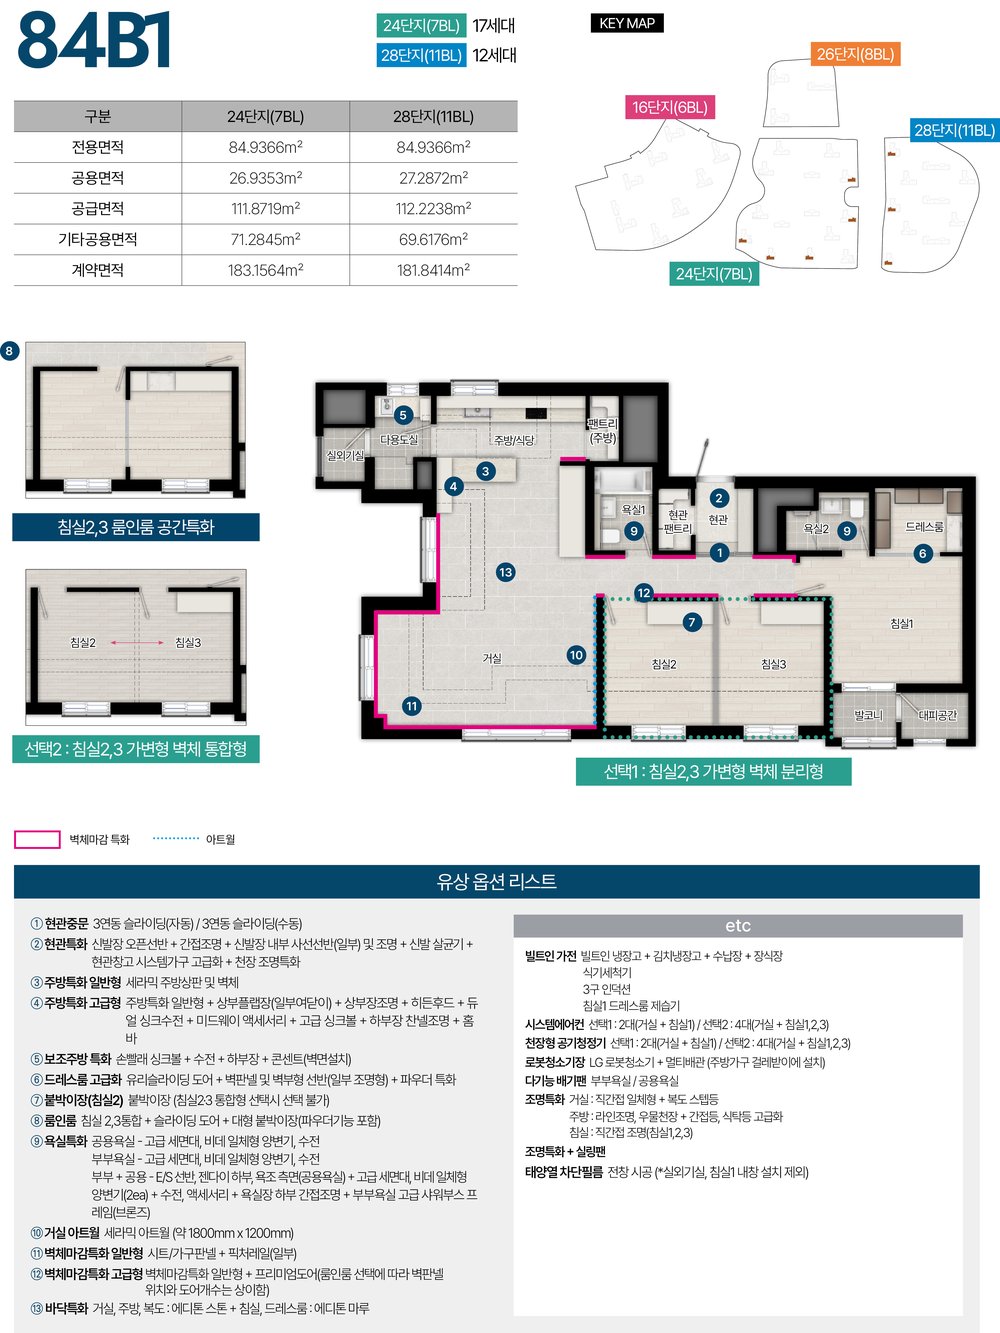 84B1
24단지(7BL) 17세대
28단지(11BL) 12세대
KEY MAP
26단지(8BL)
16단지(6BL)
28단지(11BL)
24단지(7BL)
구분 24단지(7BL) 28단지(11BL)
전용면적 84.9366m² 84.9366m²
공용면적 26.9353m² 27.2872m²
공급면적 111.8719m² 112.2238m²
기타공용면적 71.2845m² 69.6176m²
계약면적 183.1564m² 181.8414m²
8
침실2,3 룸인룸 공간특화
침실2 침실3
선택2 : 침실2,3 가변형 벽체 통합형
5
다용도실
실외기실
주방/식당
팬트리
(주방)
3
4
욕실1
9
현관
팬트리
2
현관
1
욕실2
9
드레스룸
6
13
12
침실1
거실
10
11
침실2
7
침실3
발코니
대피공간
선택1 : 침실2,3 가변형 벽체 분리형
벽체마감 특화
아트월
유상 옵션 리스트
① 현관중문 3연동 슬라이딩(자동) / 3연동 슬라이딩(수동)
② 현관특화 신발장 오픈선반 + 간접조명 + 신발장 내부 사선선반(일부) 및 조명 + 신발 살균기 +
현관창고 시스템가구 고급화 + 천장 조명특화
③ 주방특화 일반형 세라믹 주방상판 및 벽체
④ 주방특화 고급형 주방특화 일반형 + 상부플랩장(일부여닫이) + 상부장조명 + 히든후드 + 듀
얼 싱크수전 + 미드웨이 액세서리 + 고급 싱크볼 + 하부장 찬넬조명 + 홈
바
⑤ 보조주방 특화 손빨래 싱크볼 + 수전 + 하부장 + 콘센트(벽면설치)
⑥ 드레스룸 고급화 유리슬라이딩 도어 + 벽판넬 및 벽부형 선반(일부 조명형) + 파우더 특화
⑦ 붙박이장(침실2) 붙박이장 (침실2·3 통합형 선택시 선택 불가)
⑧ 룸인룸 침실 2,3통합 + 슬라이딩 도어 + 대형 붙박이장(파우더기능 포함)
⑨ 욕실특화 공용욕실 - 고급 세면대, 비데 일체형 양변기, 수전
부부욕실 - 고급 세면대, 비데 일체형 양변기, 수전
부부 + 공용 - E/S 선반, 젠다이 하부, 욕조 측면(공용욕실) + 고급 세면대, 비데 일체형
양변기(2ea) + 수전, 액세서리 + 욕실장 하부 간접조명 + 부부욕실 고급 샤워부스 프
레임(브론즈)
⑩ 거실 아트월 세라믹 아트월 (약 1800mm x 1200mm)
⑪ 벽체마감특화 일반형 시트/가구판넬 + 픽처레일(일부)
⑫ 벽체마감특화 고급형 벽체마감특화 일반형 + 프리미엄도어(룸인룸 선택에 따라 벽판넬
위치와 도어개수는 상이함)
⑬ 바닥특화 거실, 주방, 복도 : 에디톤 스톤 + 침실, 드레스룸 : 에디톤 마루
etc
빌트인 가전 빌트인 냉장고 + 김치냉장고 + 수납장 + 장식장
식기세척기
3구 인덕션
침실1 드레스룸 제습기
시스템에어컨 선택1 : 2대(거실 + 침실1) / 선택2 : 4대(거실 + 침실1,2,3)
천장형 공기청정기 선택1 : 2대(거실 + 침실1) / 선택2 : 4대(거실 + 침실1,2,3)
로봇청소기장 LG 로봇청소기 + 멀티배관 (주방가구 걸레받이에 설치)
다기능 배기팬 부부욕실 / 공용욕실
조명특화 거실 : 직간접 일체형 + 복도 스텝등
주방 : 라인조명, 우물천장 + 간접등, 식탁등 고급화
침실 : 직간접 조명(침실1,2,3)
조명특화 + 실링팬
태양열 차단필름 전창 시공 (*실외기실, 침실1 내창 설치 제외)